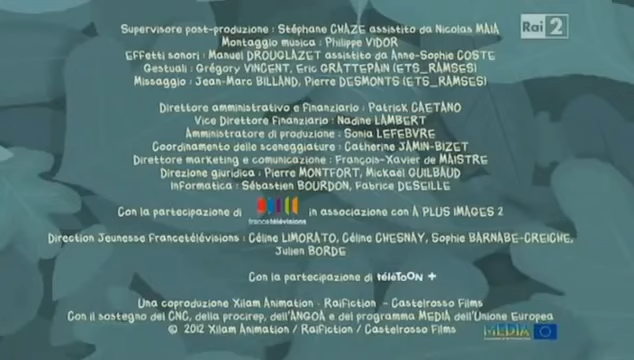 Supervisore post-produzione : Stéphane CHAZE assistito da Nicolas MAIA
Montaggio musica : Philippe VIDOR
Effetti sonori : Manuel DROUGLAZET assistito da Anne-Sophie COSTE
Gestuali : Grégory VINCENT, Eric GRATTEPAIN (ETS_RAMSES)
Missaggio : Jean-Marc BILLAND, Pierre DESMONTS (ETS_RAMSES)
Direttore amministrativo e Finanziario : Patrick CAETANO
Vice Direttore Finanziario : Nadine LAMBERT
Amministratore di produzione : Sonia LEFEBVRE
Coordinamento delle sceneggiature : Catherine JAMIN-BIZET
Direttore marketing e comunicazione : François-Xavier de MAISTRE
Direzione giuridica : Pierre MONTFORT, Mickaël GUILBAUD
Informatica : Sébastien BOURDON, Fabrice DESEILLE
Con la partecipazione di francetélévisions in associazione con A PLUS IMAGES 2
Direction Jeunesse Francetélévisions : Céline LIMORATO, Céline CHESNAY, Sophie BARNABE-CREICHE,
Julien BORDE
Con la partecipazione di TéLéTOON +
Una coproduzione Xilam Animation - RaiFiction - Castelrosso Films
Con il sostegno del CNC, della procirep, dell'ANGOA e del programma MEDIA dell'Unione Europea
© 2012 Xilam Animation / RaiFiction / Castelrosso Films
MEDIA
Rai 2